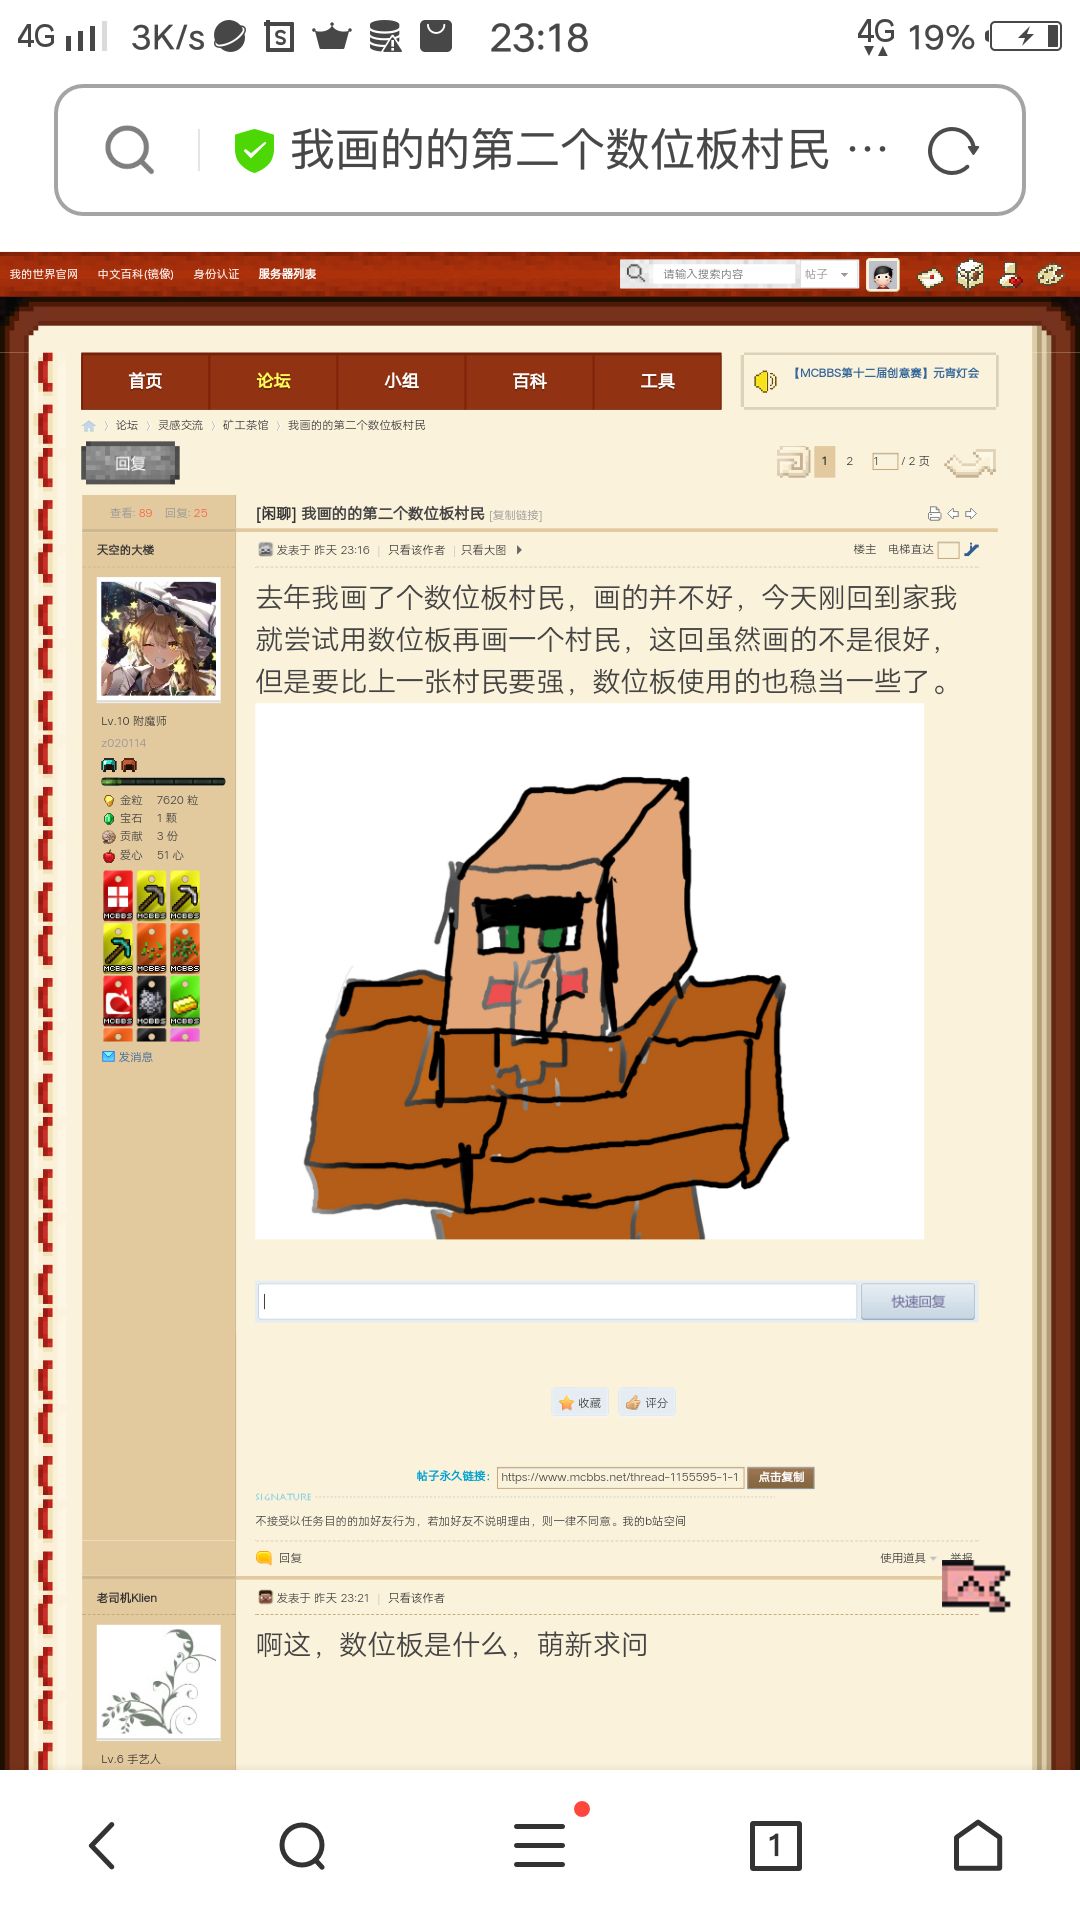 4G 3K/s S 23:18 4G 19%
我画的的第二个数位板村民 ···
我的世界官网 中文百科(镜像) 身份认证 服务器列表 请输入搜索内容 帖子
首页 论坛 小组 百科 工具 【MCBBS第十二届创意赛】元宵灯会
论坛 灵感交流 矿工茶馆 我画的的第二个数位板村民
回复 1 2 1 / 2 页
查看: 89 回复: 25 [闲聊] 我画的的第二个数位板村民 [复制链接]
天空的大楼 发表于 昨天 23:16 | 只看该作者 | 只看大图 楼主 电梯直达
去年我画了个数位板村民，画的并不好，今天刚回到家我
就尝试用数位板再画一个村民，这回虽然画的不是很好，
但是要比上一张村民要强，数位板使用的也稳当一些了。
Lv.10 附魔师
z020114
金粒 7620 粒
宝石 1 颗
贡献 3 份
爱心 51 心
MCBBS MCBBS MCBBS
MCBBS MCBBS MCBBS
MCBBS MCBBS MCBBS
发消息
快速回复
收藏 评分
帖子永久链接: https://www.mcbbs.net/thread-1155595-1-1 点击复制
SIGNATURE
不接受以任务目的的加好友行为，若加好友不说明理由，则一律不同意。我的b站空间
回复 使用道具 举报
老司机Klien 发表于 昨天 23:21 | 只看该作者
啊这，数位板是什么，萌新求问
Lv.6 手艺人
1